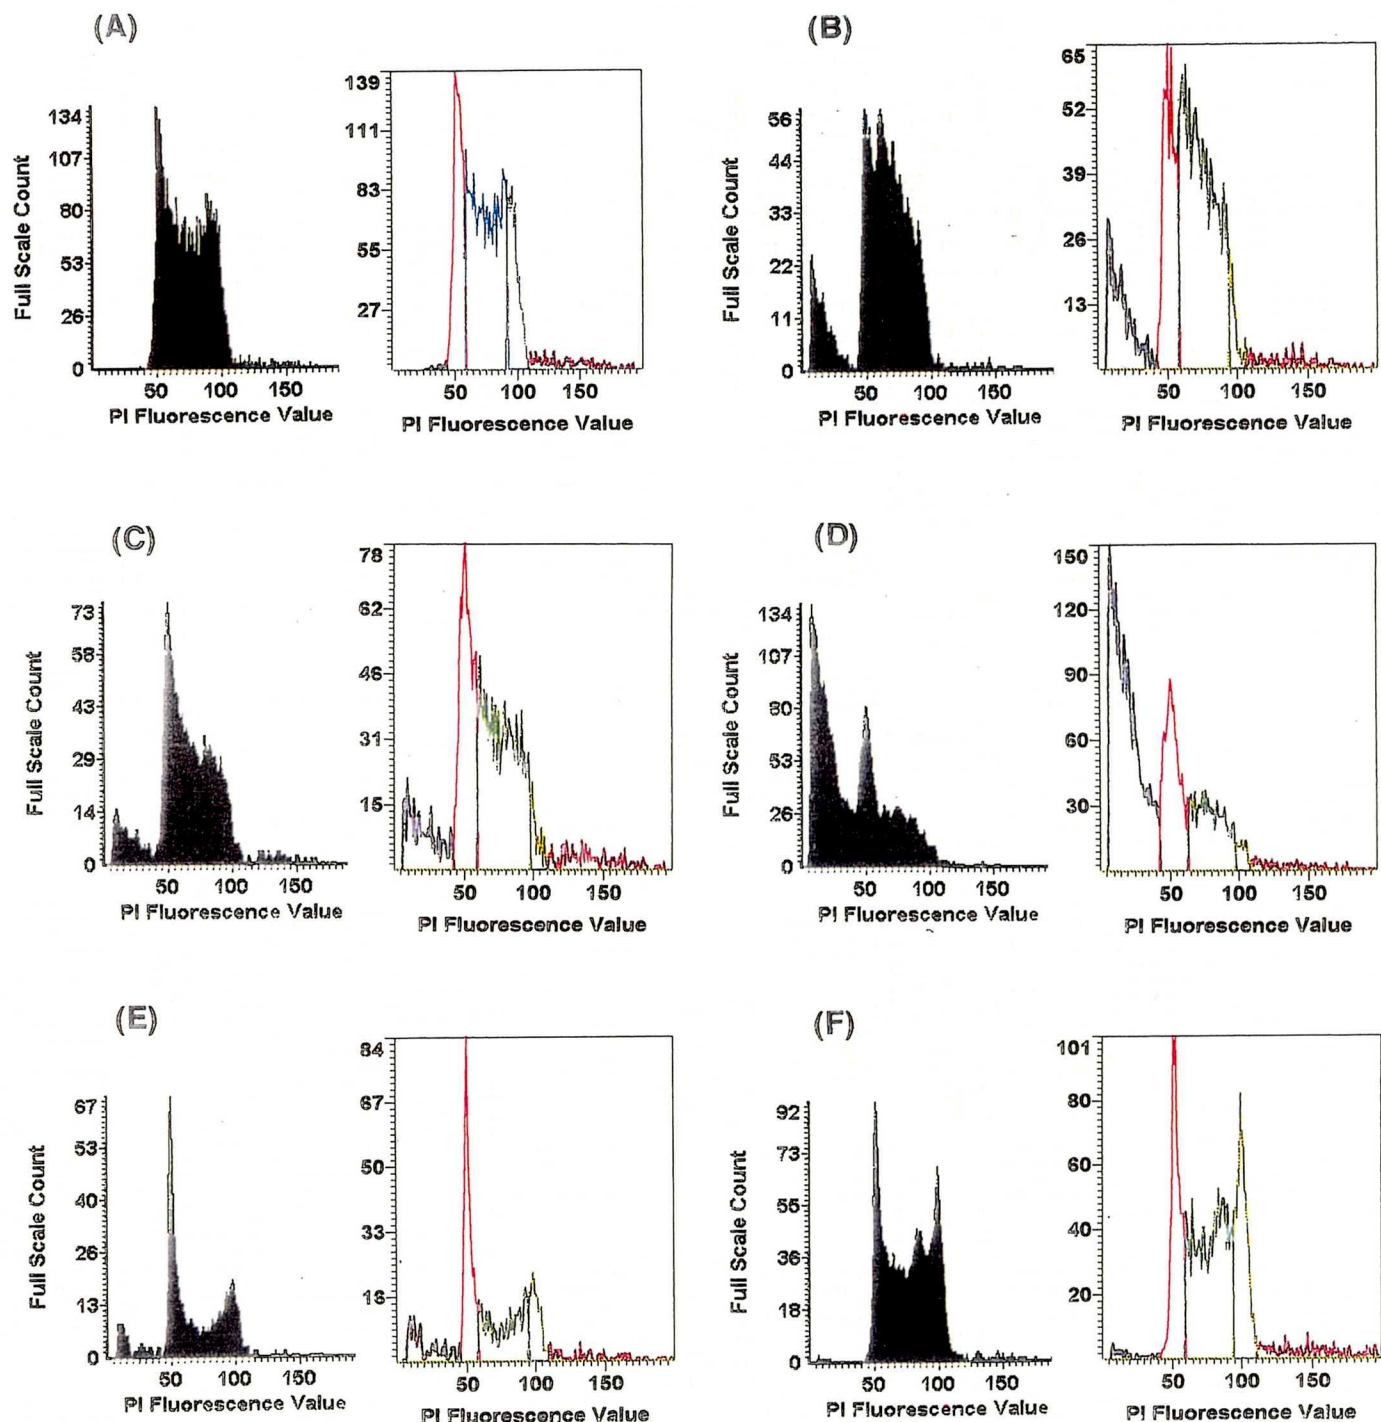 (A)
134
107
80
53
26
0
50 100 150
Full Scale Count
PI Fluorescence Value
139
111
83
55
27
50 100 150
PI Fluorescence Value
(B)
56
44
33
22
11
0
50 100 150
Full Scale Count
PI Fluorescence Value
65
52
39
26
13
50 100 150
PI Fluorescence Value
(C)
73
58
43
29
14
0
50 100 150
Full Scale Count
PI Fluorescence Value
78
62
46
31
15
50 100 150
PI Fluorescence Value
(D)
134
107
80
53
26
0
50 100 150
Full Scale Count
PI Fluorescence Value
150
120
90
60
30
50 100 150
PI Fluorescence Value
(E)
67
53
40
26
13
0
50 100 150
Full Scale Count
PI Fluorescence Value
84
67
50
33
16
50 100 150
PI Fluorescence Value
(F)
92
73
55
36
18
0
50 100 150
Full Scale Count
PI Fluorescence Value
101
80
60
40
20
50 100 150
PI Fluorescence Value